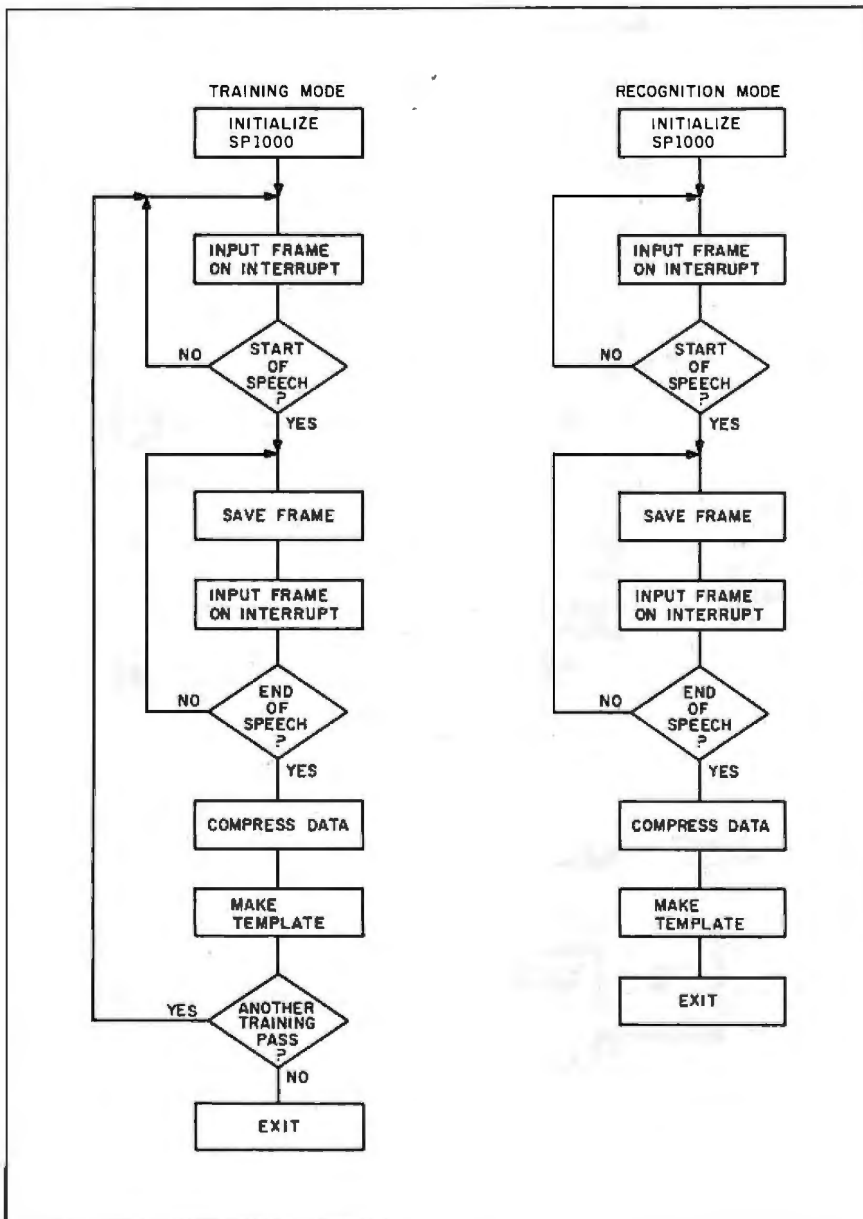 TRAINING MODE
INITIALIZE
SP1000
INPUT FRAME
ON INTERRUPT
NO
START
OF
SPEECH
?
YES
SAVE FRAME
INPUT FRAME
ON INTERRUPT
NO
END
OF
SPEECH
?
YES
COMPRESS DATA
MAKE
TEMPLATE
YES
ANOTHER
TRAINING
PASS
?
NO
EXIT
RECOGNITION MODE
INITIALIZE
SP1000
INPUT FRAME
ON INTERRUPT
NO
START
OF
SPEECH
?
YES
SAVE FRAME
INPUT FRAME
ON INTERRUPT
NO
END
OF
SPEECH
?
YES
COMPRESS DATA
MAKE
TEMPLATE
EXIT